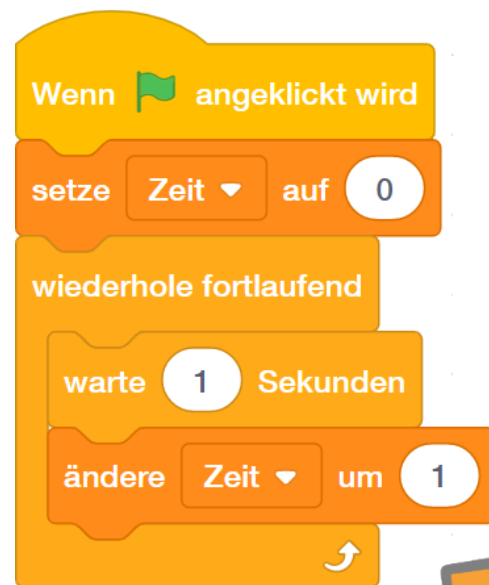 Wenn angeklickt wird
setze Zeit auf 0
wiederhole fortlaufend
warte 1 Sekunden
ändere Zeit um 1